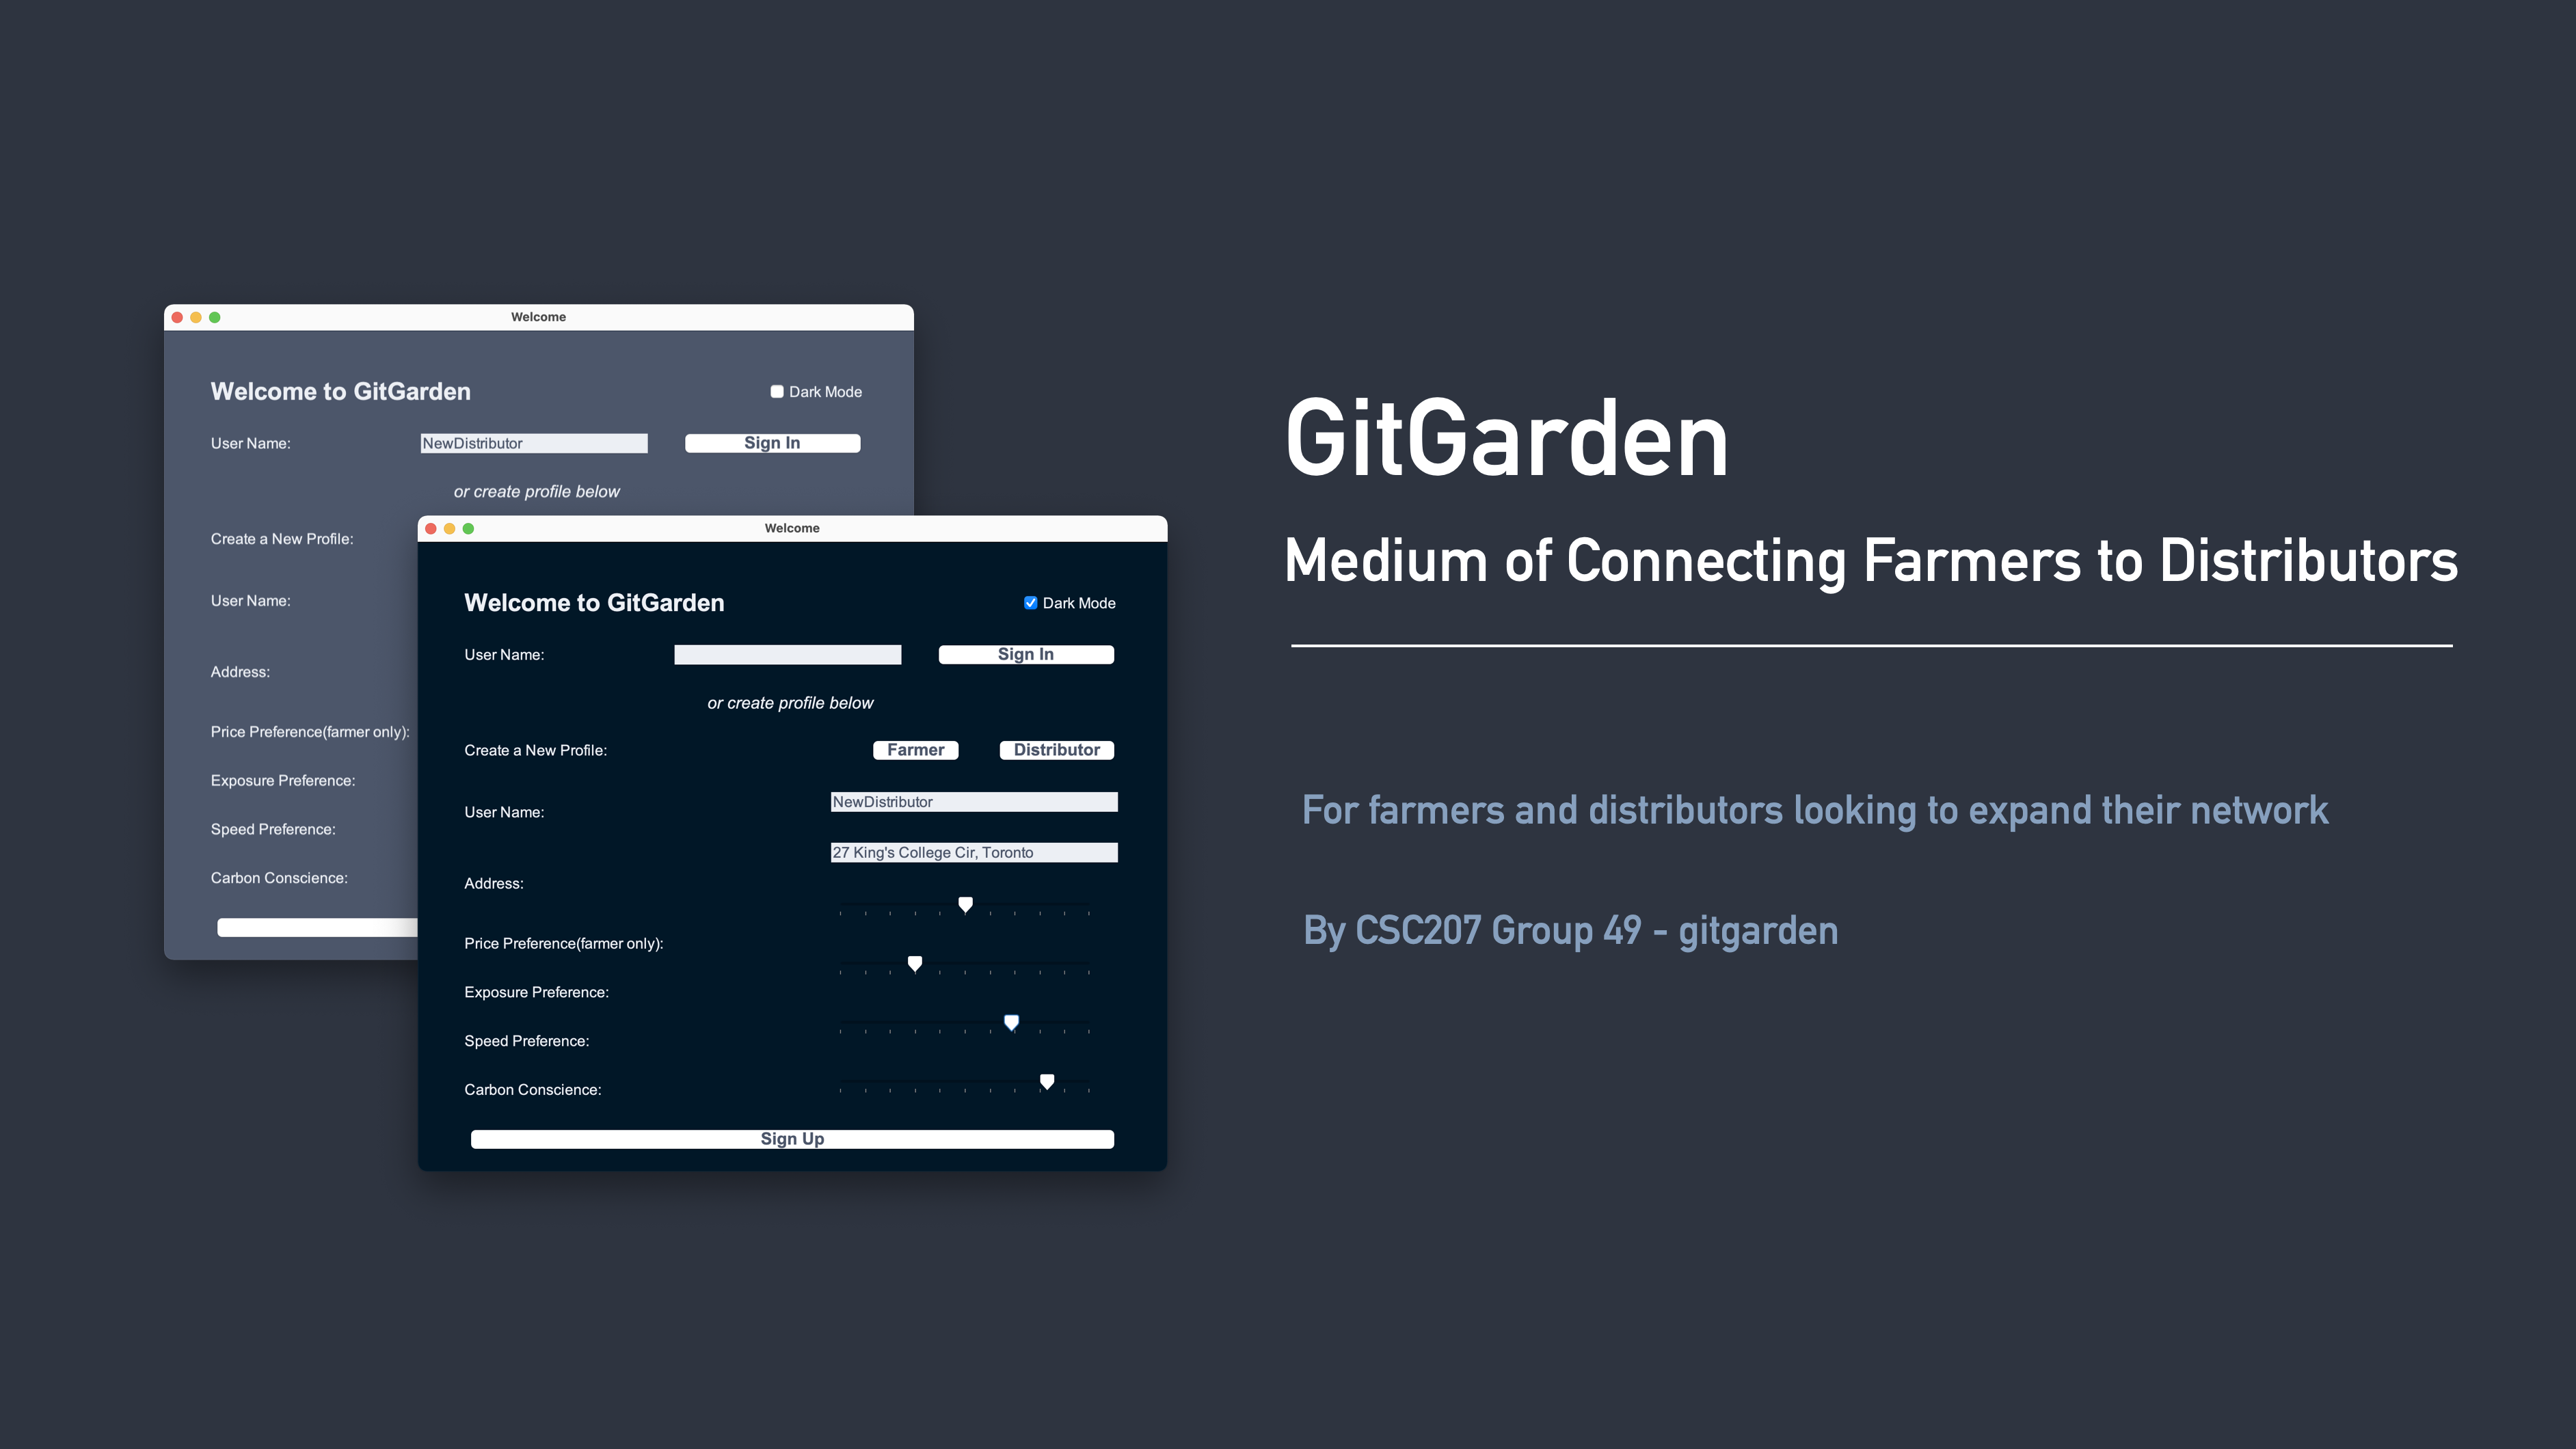 Welcome
Welcome to GitGarden
Dark Mode
User Name:
NewDistributor
Sign In
or create profile below
Create a New Profile:
User Name:
Address:
Price Preference(farmer only):
Exposure Preference:
Speed Preference:
Carbon Conscience:
Welcome
Welcome to GitGarden
Dark Mode
User Name:
Sign In
or create profile below
Create a New Profile:
Farmer
Distributor
User Name:
NewDistributor
27 King's College Cir, Toronto
Address:
Price Preference(farmer only):
Exposure Preference:
Speed Preference:
Carbon Conscience:
Sign Up
GitGarden
Medium of Connecting Farmers to Distributors
For farmers and distributors looking to expand their network
By CSC207 Group 49 - gitgarden